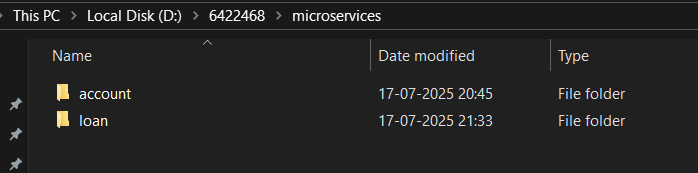 This PC > Local Disk (D:) > 6422468 > microservices
Name Date modified Type
account 17-07-2025 20:45 File folder
loan 17-07-2025 21:33 File folder